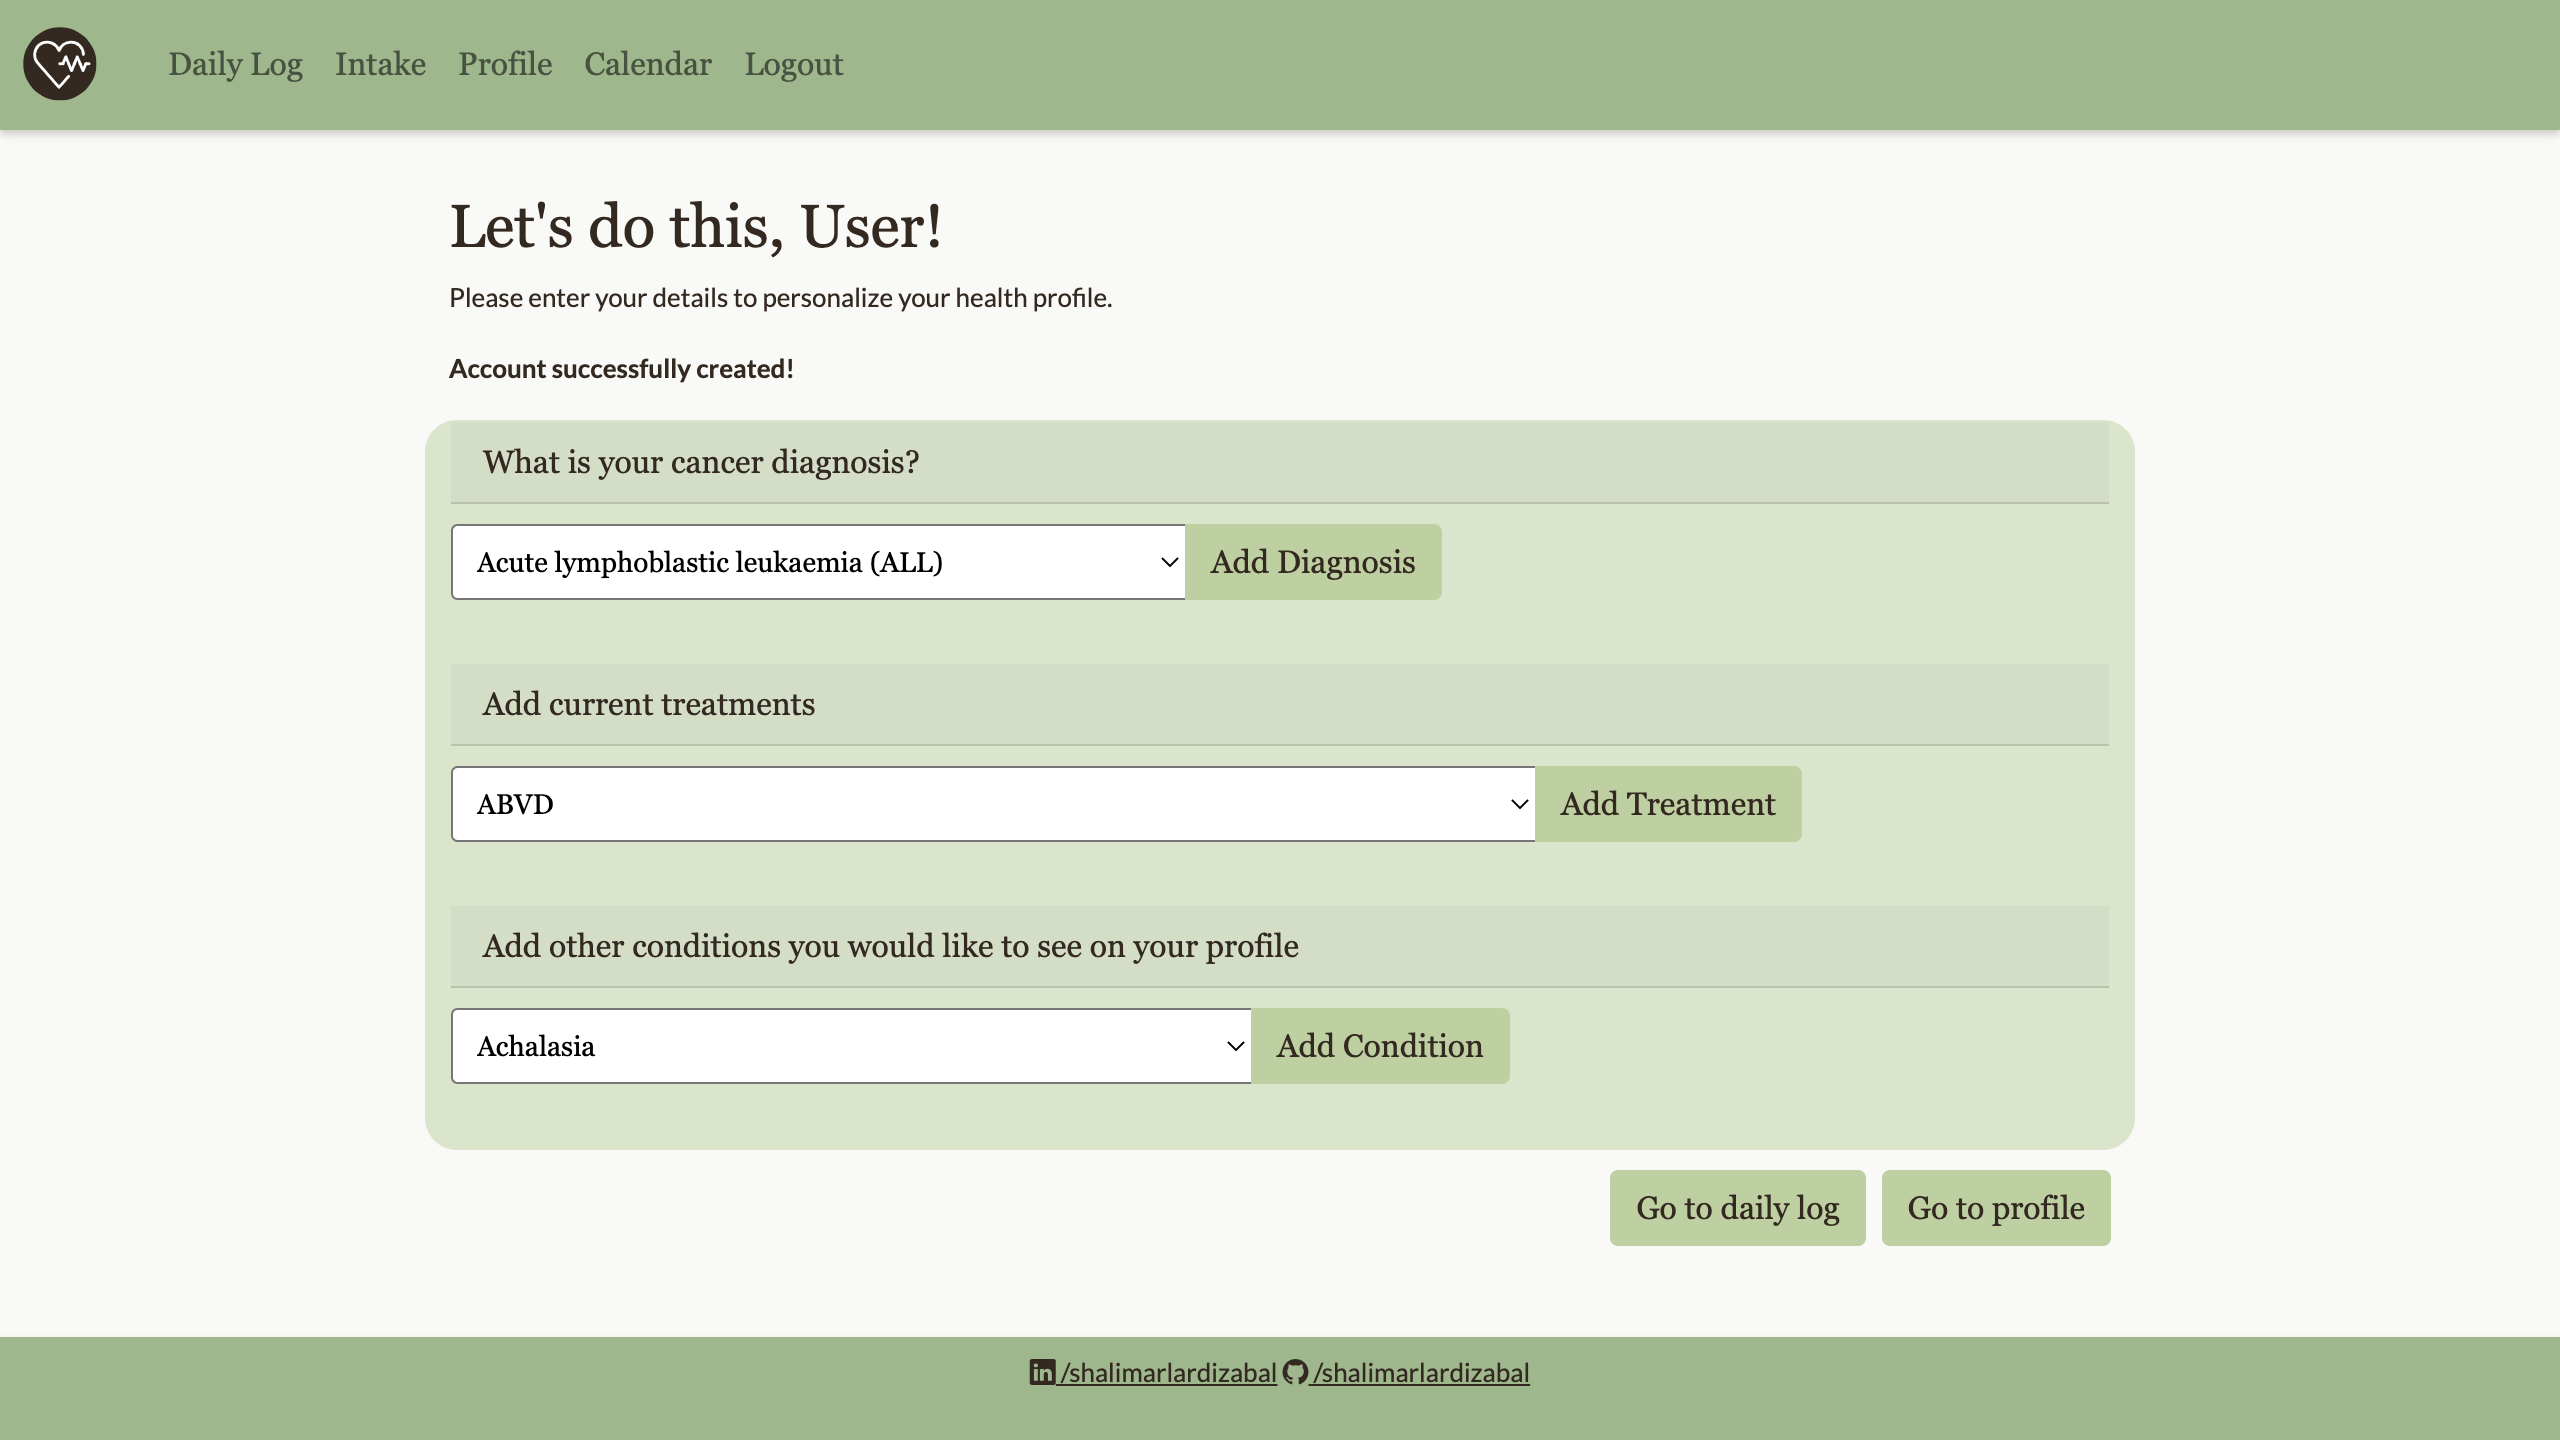 Daily Log Intake Profile Calendar Logout
Let's do this, User!
Please enter your details to personalize your health profile.
Account successfully created!
What is your cancer diagnosis?
Acute lymphoblastic leukaemia (ALL) Add Diagnosis
Add current treatments
ABVD Add Treatment
Add other conditions you would like to see on your profile
Achalasia Add Condition
Go to daily log Go to profile
in /shalimarlardizabal /shalimarlardizabal